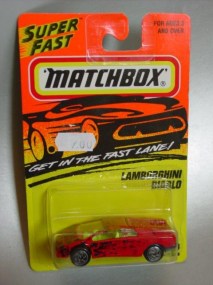 SUPER
FAST
FOR AGES 3
AND OVER
MATCHBOX
GET IN THE FAST LANE!
LAMBORGHINI
DIABLO